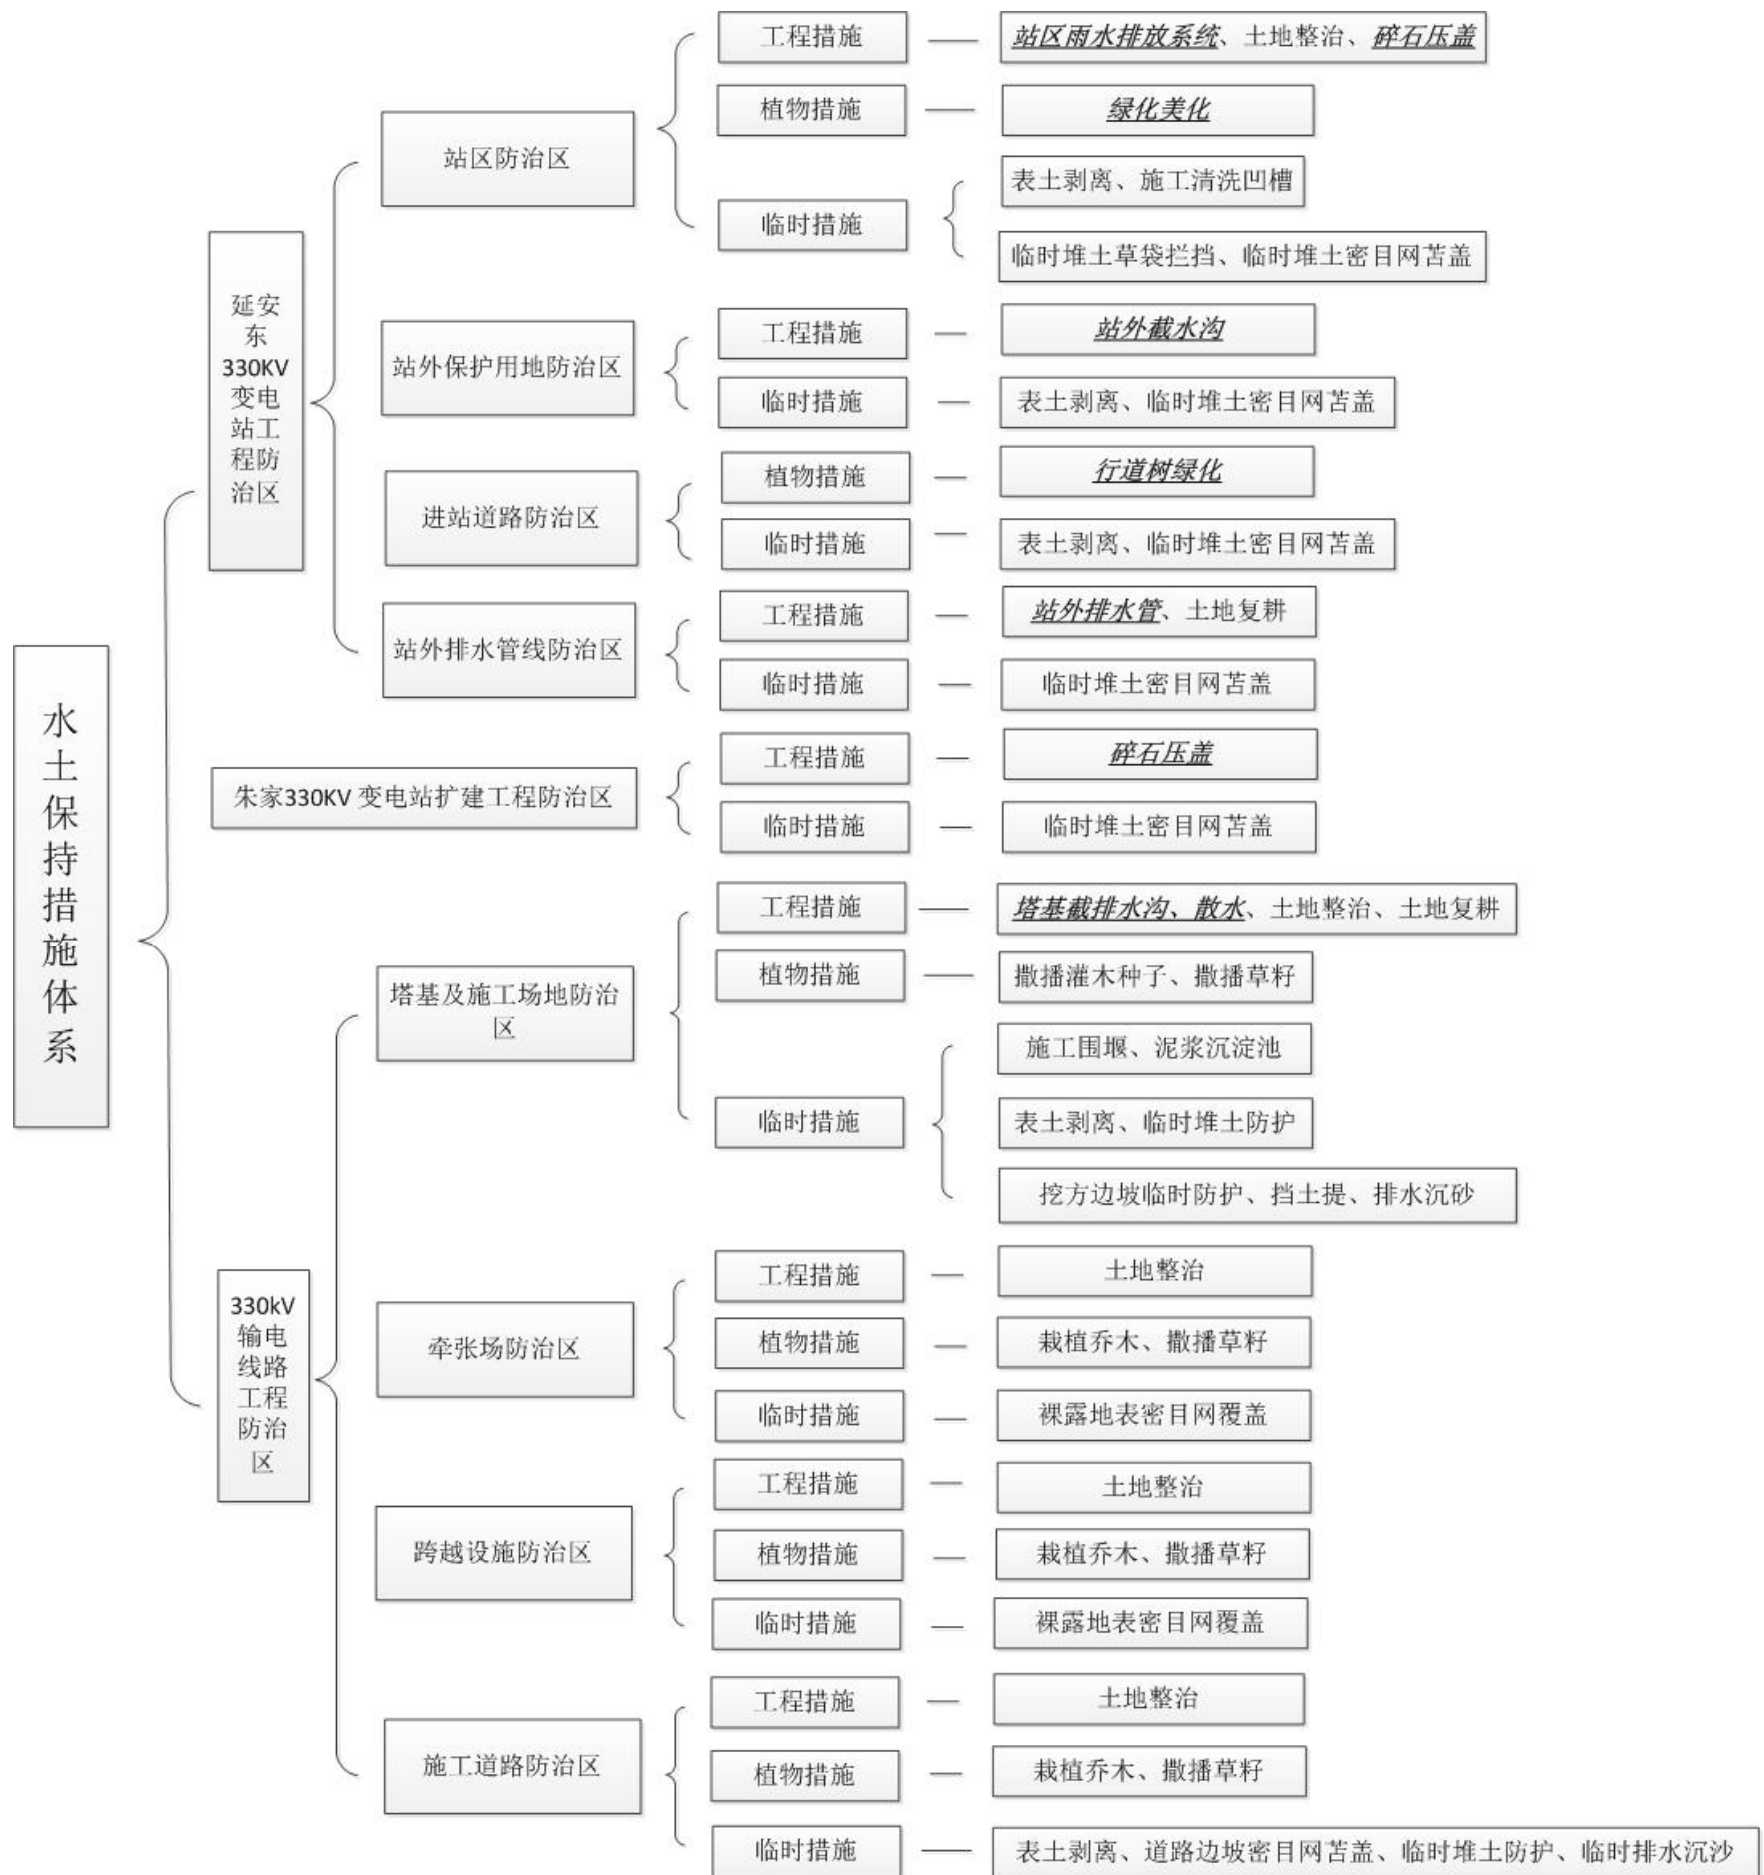 水土保持措施体系
延安
东
330KV
变电
站工
程防
治区
站区防治区
工程措施
站区雨水排放系统、土地整治、碎石压盖
植物措施
绿化美化
临时措施
表土剥离、施工清洗凹槽
临时堆土草袋拦挡、临时堆土密目网苫盖
站外保护用地防治区
工程措施
站外截水沟
临时措施
表土剥离、临时堆土密目网苫盖
进站道路防治区
植物措施
行道树绿化
临时措施
表土剥离、临时堆土密目网苫盖
站外排水管线防治区
工程措施
站外排水管、土地复耕
临时措施
临时堆土密目网苫盖
朱家330KV 变电站扩建工程防治区
工程措施
碎石压盖
临时措施
临时堆土密目网苫盖
330kV
输电
线路
工程
防治
区
塔基及施工场地防治
区
工程措施
塔基截排水沟、散水、土地整治、土地复耕
植物措施
撒播灌木种子、撒播草籽
临时措施
施工围堰、泥浆沉淀池
表土剥离、临时堆土防护
挖方边坡临时防护、挡土提、排水沉砂
牵张场防治区
工程措施
土地整治
植物措施
栽植乔木、撒播草籽
临时措施
裸露地表密目网覆盖
跨越设施防治区
工程措施
土地整治
植物措施
栽植乔木、撒播草籽
临时措施
裸露地表密目网覆盖
施工道路防治区
工程措施
土地整治
植物措施
栽植乔木、撒播草籽
临时措施
表土剥离、道路边坡密目网苫盖、临时堆土防护、临时排水沉沙